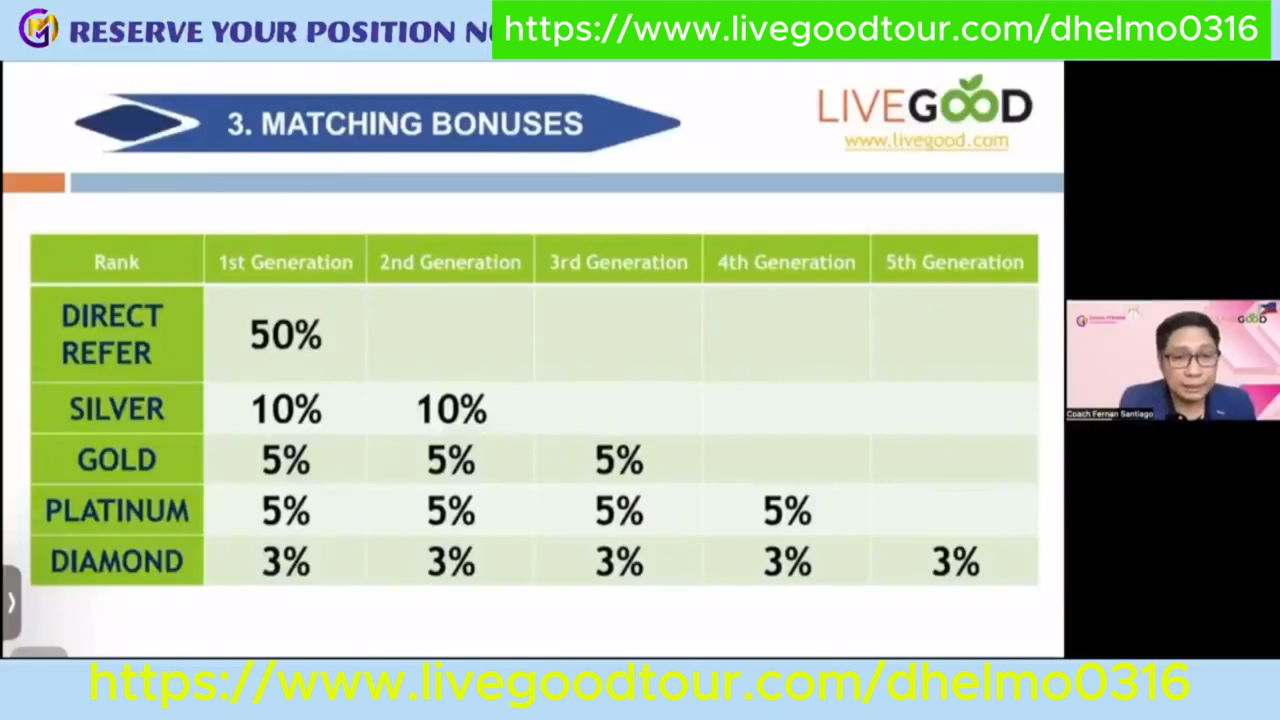 RESERVE YOUR POSITION
https://www.livegoodtour.com/dhelmo0316
3. MATCHING BONUSES
LIVEGOOD
www.livegood.com
Rank 1st Generation 2nd Generation 3rd Generation 4th Generation 5th Generation
DIRECT REFER 50%
SILVER 10% 10%
GOLD 5% 5% 5%
PLATINUM 5% 5% 5% 5%
DIAMOND 3% 3% 3% 3% 3%
Coach Fernan Santiago
https://www.livegoodtour.com/dhelmo0316